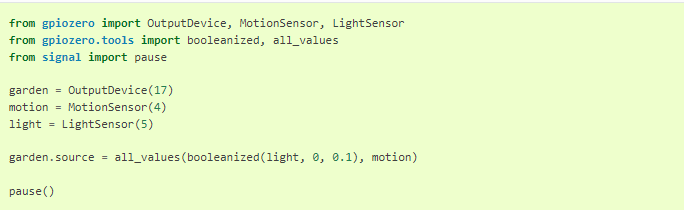 from gpiozero import OutputDevice, MotionSensor, LightSensor
from gpiozero.tools import booleanized, all_values
from signal import pause
garden = OutputDevice(17)
motion = MotionSensor(4)
light = LightSensor(5)
garden.source = all_values(booleanized(light, 0, 0.1), motion)
pause()